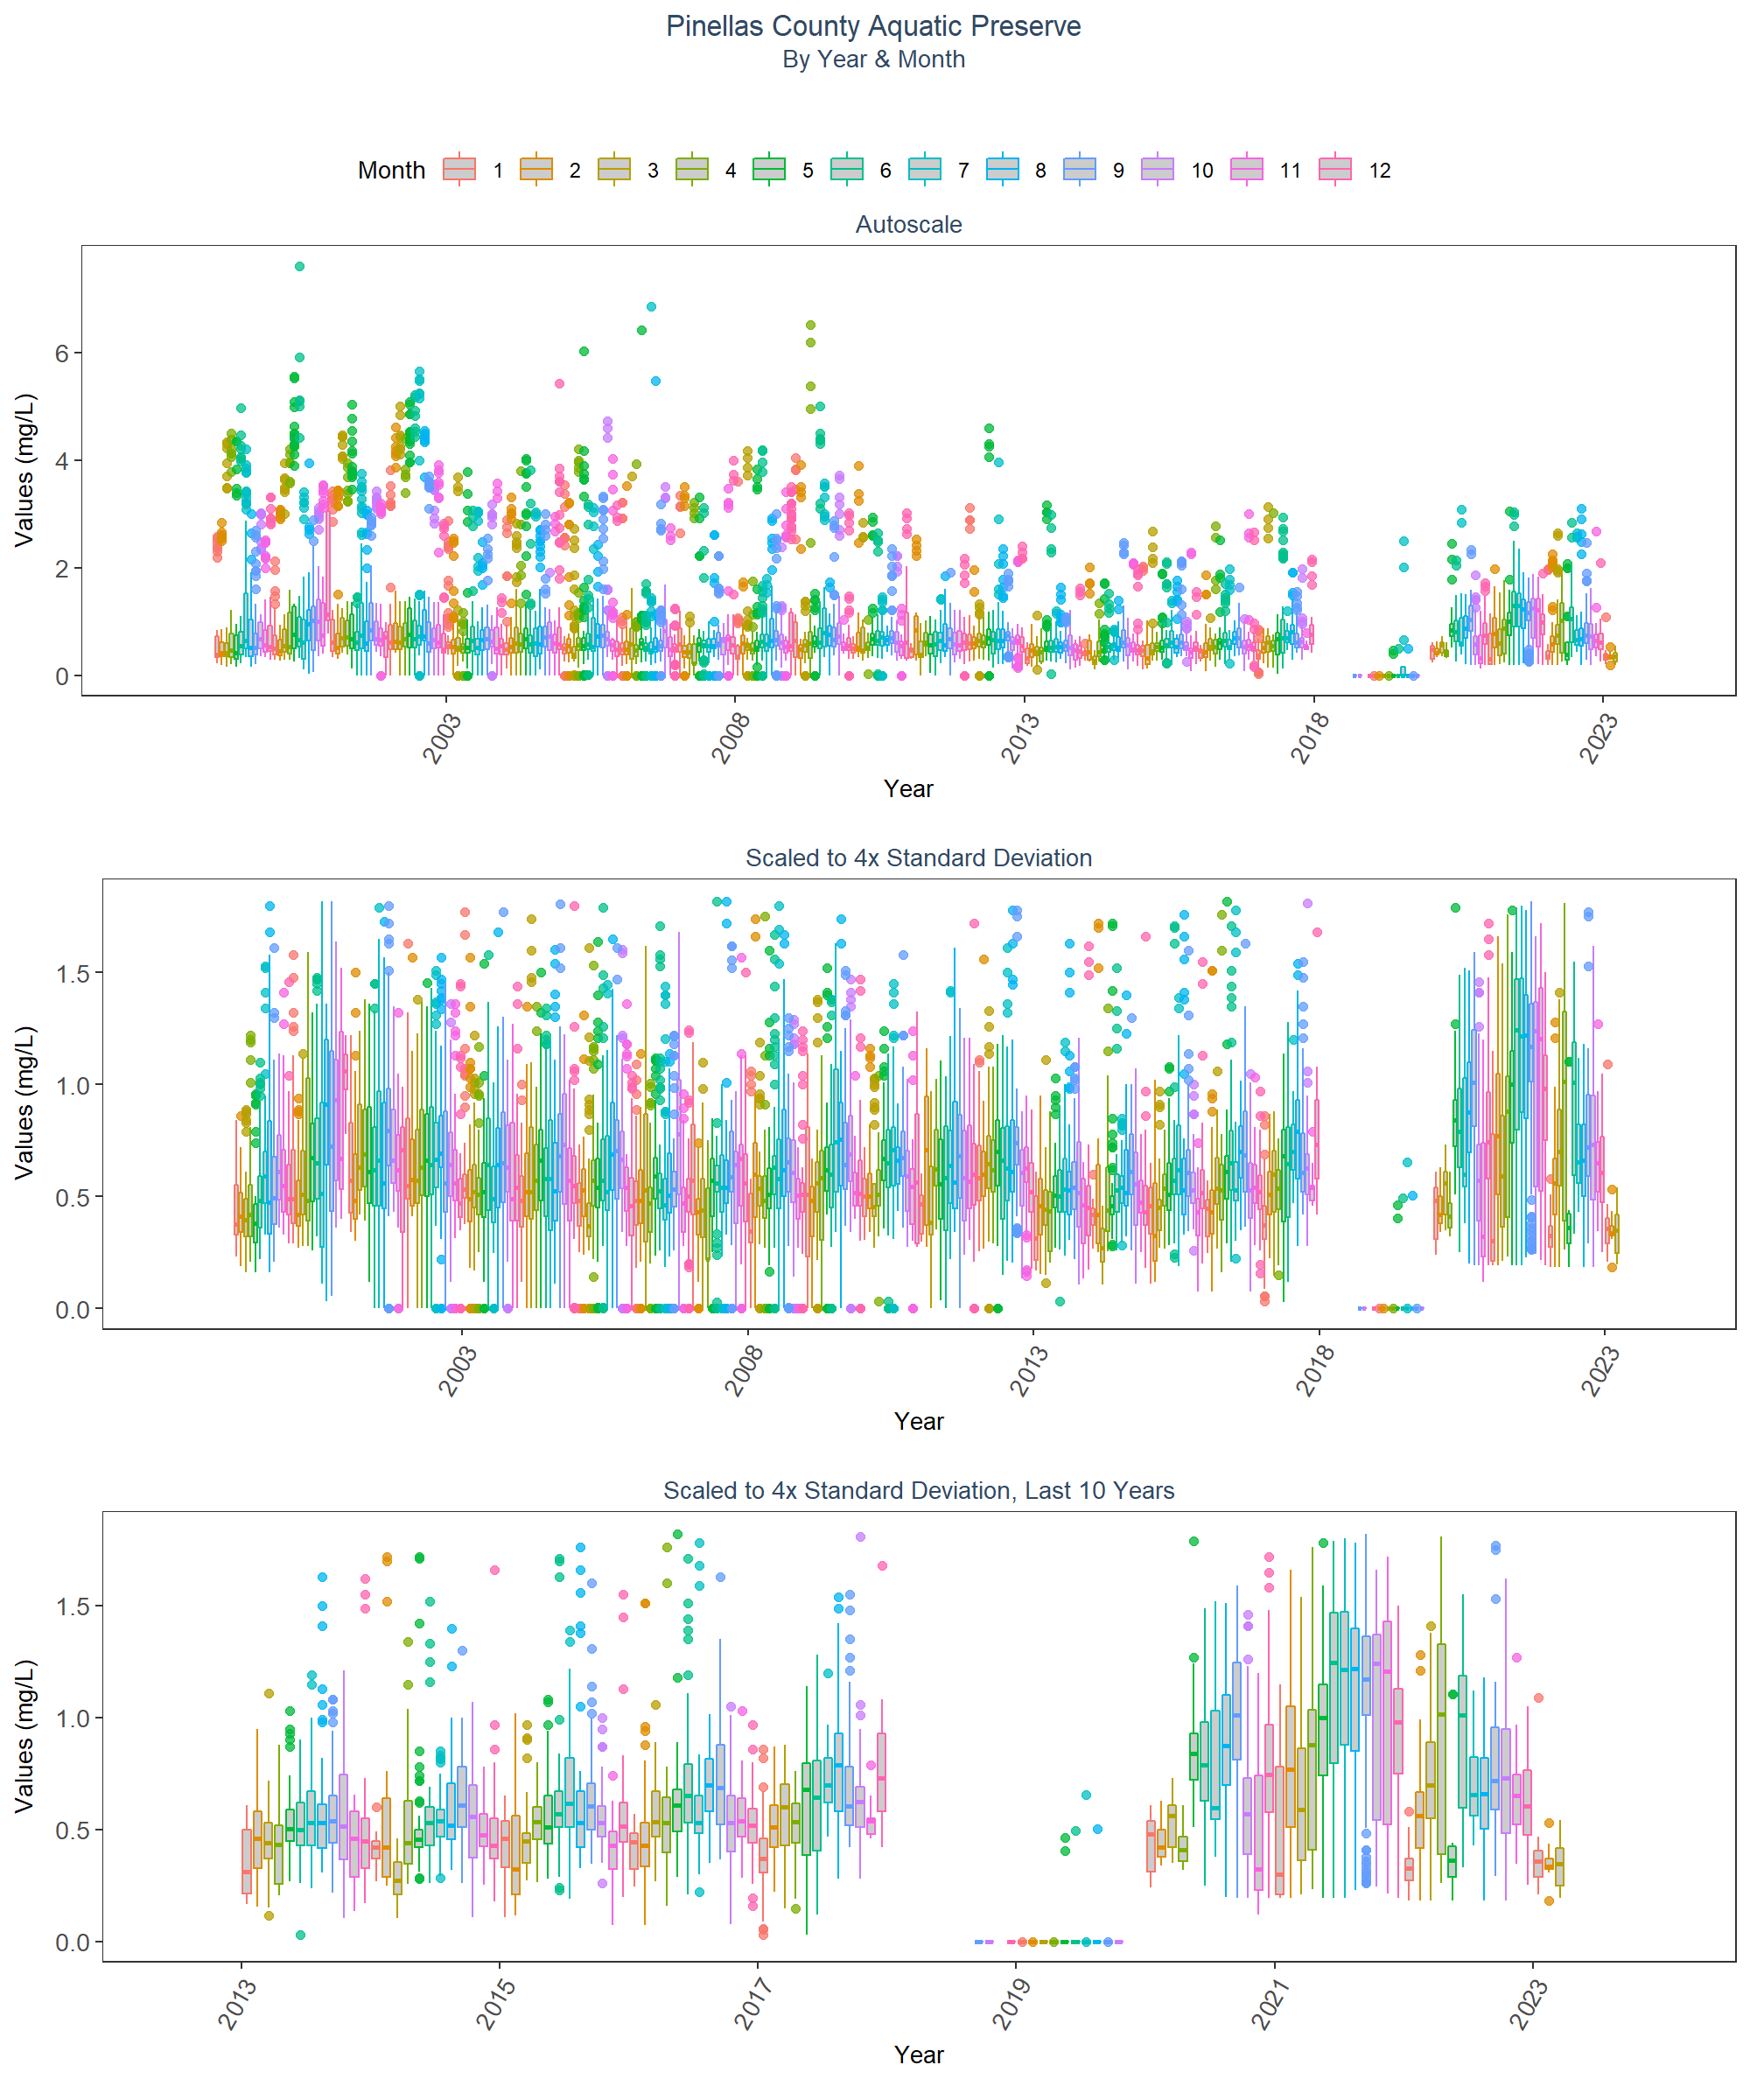 Pinellas County Aquatic Preserve
By Year & Month
Month 1 2 3 4 5 6 7 8 9 10 11 12
Autoscale
Values (mg/L)
6
4
2
0
2003 2008 2013 2018 2023
Year
Scaled to 4x Standard Deviation
Values (mg/L)
1.5
1.0
0.5
0.0
2003 2008 2013 2018 2023
Year
Scaled to 4x Standard Deviation, Last 10 Years
Values (mg/L)
1.5
1.0
0.5
0.0
2013 2015 2017 2019 2021 2023
Year